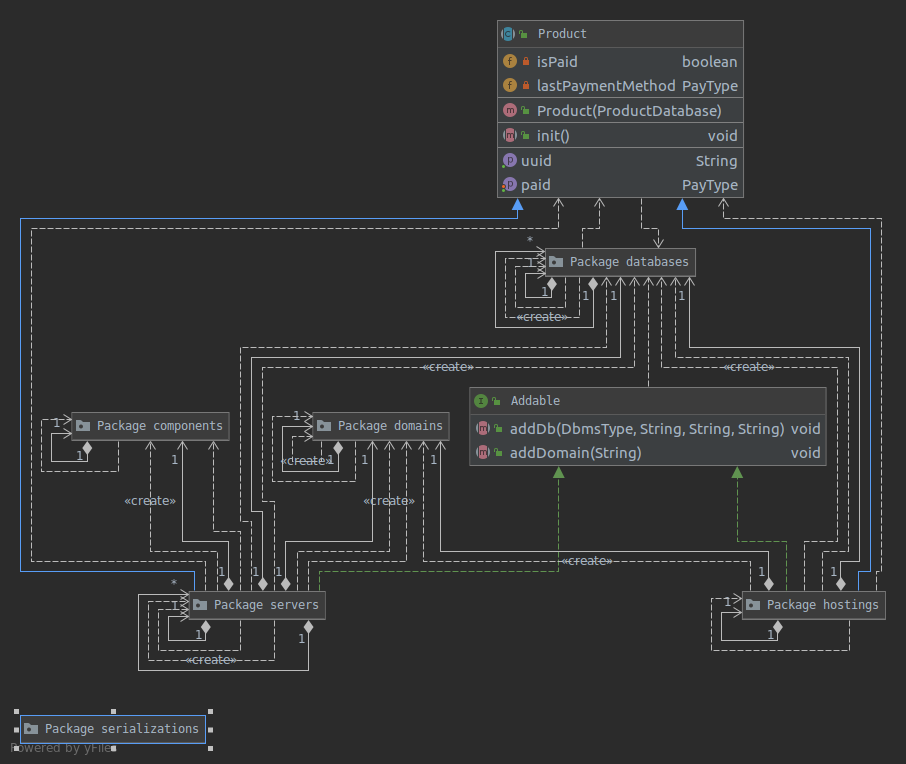 Product
isPaid boolean
lastPaymentMethod PayType
Product(ProductDatabase)
init() void
uuid String
paid PayType
*
Package databases
1
1
1
1
1
«create»
«create»
«create»
Addable
addDb(DbmsType, String, String, String) void
addDomain(String) void
1
Package components
1
1
Package domains
«create»
1
1
1
1
«create»
«create»
«create»
1
1
1
1
1
*
1
Package servers
1
1
«create»
1
Package hostings
1
Package serializations
Powered by yFiles